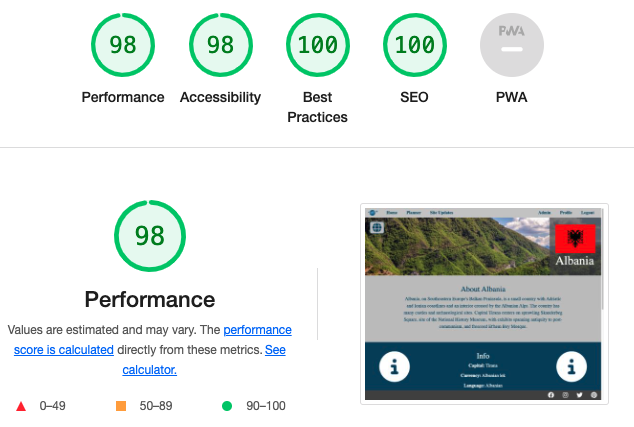 98
98
100
100
PWA
Performance
Accessibility
Best
Practices
SEO
PWA
98
Performance
Values are estimated and may vary. The performance
score is calculated directly from these metrics. See
calculator.
0–49
50–89
90–100
Home
Planner
Site Updates
Admin
Profile
Logout
Albania
About Albania
Albania, on Southeastern Europe's Balkan Peninsula, is a small country with Adriatic
and Ionian coastlines and an interior crossed by the Albanian Alps. The country has
many castles and archaeological sites. Capital Tirana centers on sprawling Skanderbeg
Square, site of the National History Museum, with exhibits spanning antiquity to post-
communism, and frescoed Et'hem Bey Mosque.
Info
Capital: Tirana
Currency: Albanian lek
Language: Albanian